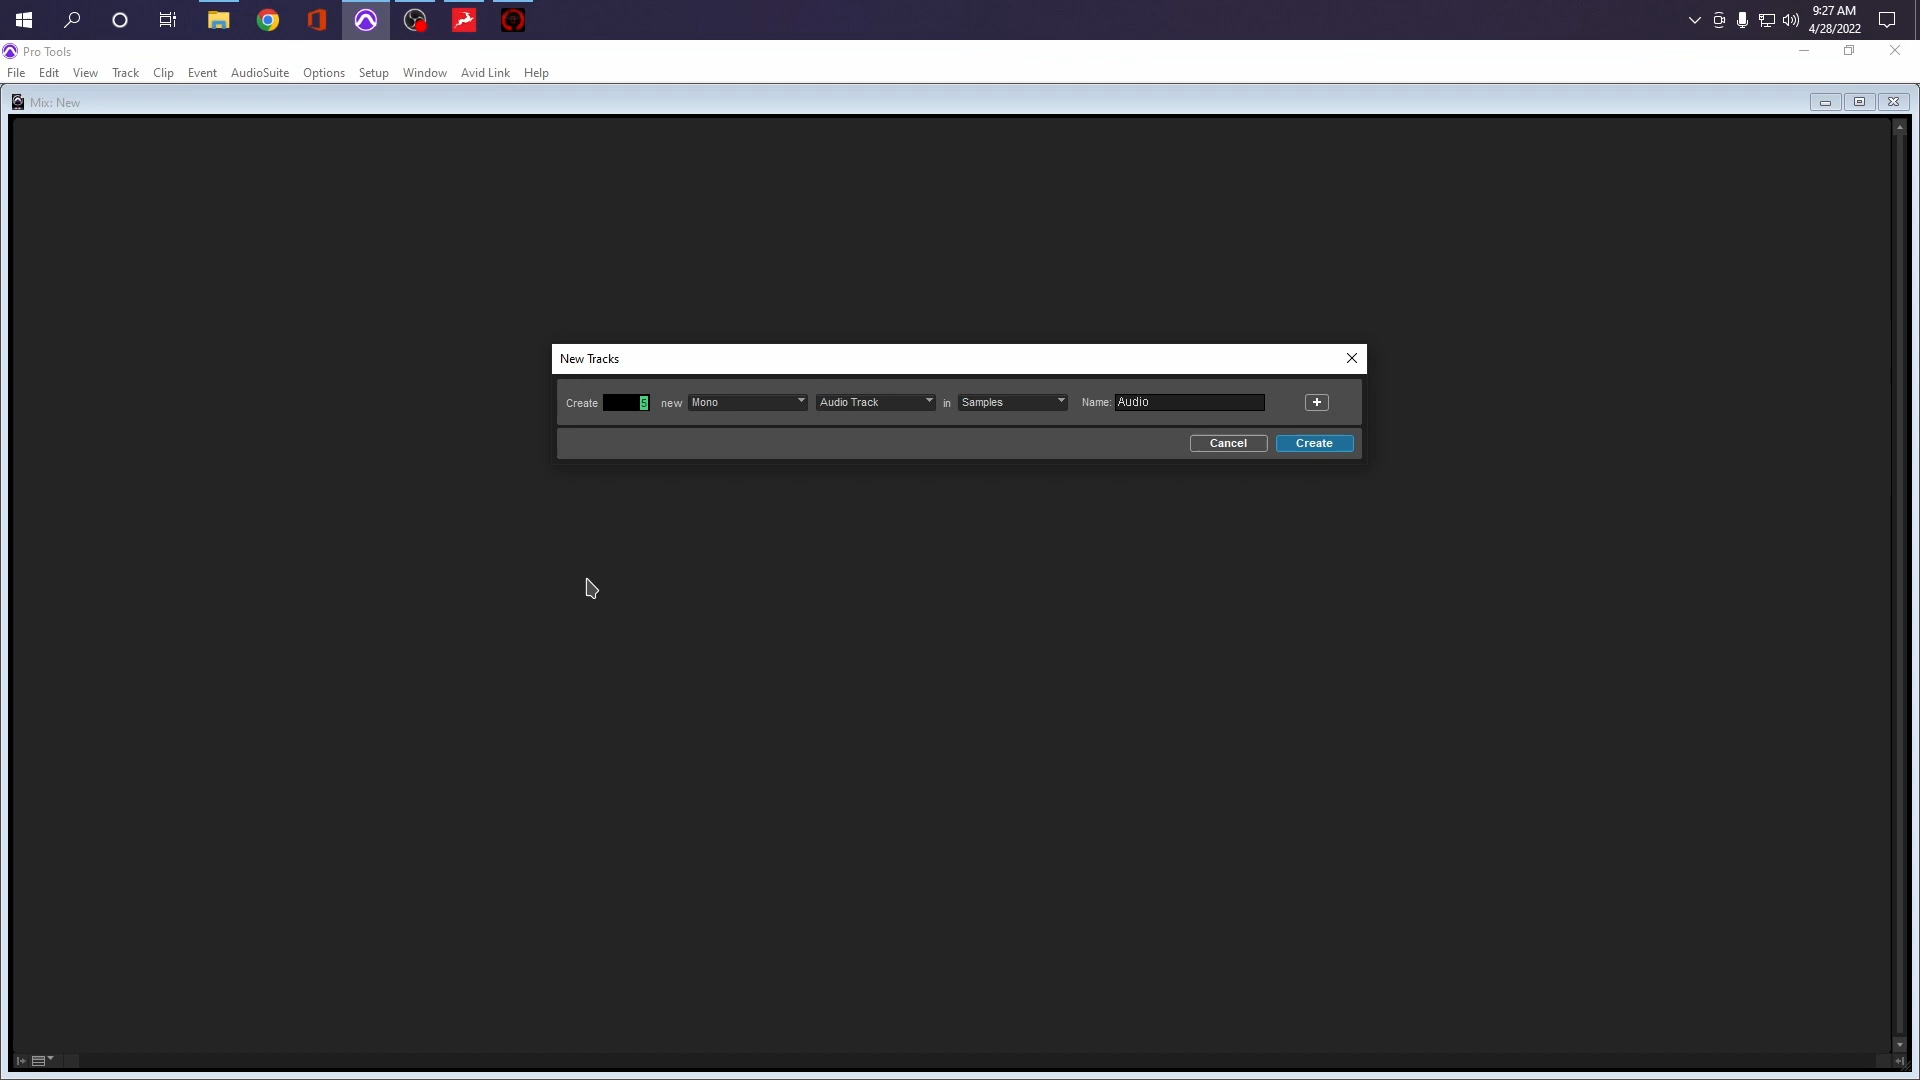 9:27 AM
4/28/2022
Pro Tools
File Edit View Track Clip Event AudioSuite Options Setup Window Avid Link Help
Mix: New
New Tracks
Create 5 new Mono Audio Track in Samples Name: Audio +
Cancel Create